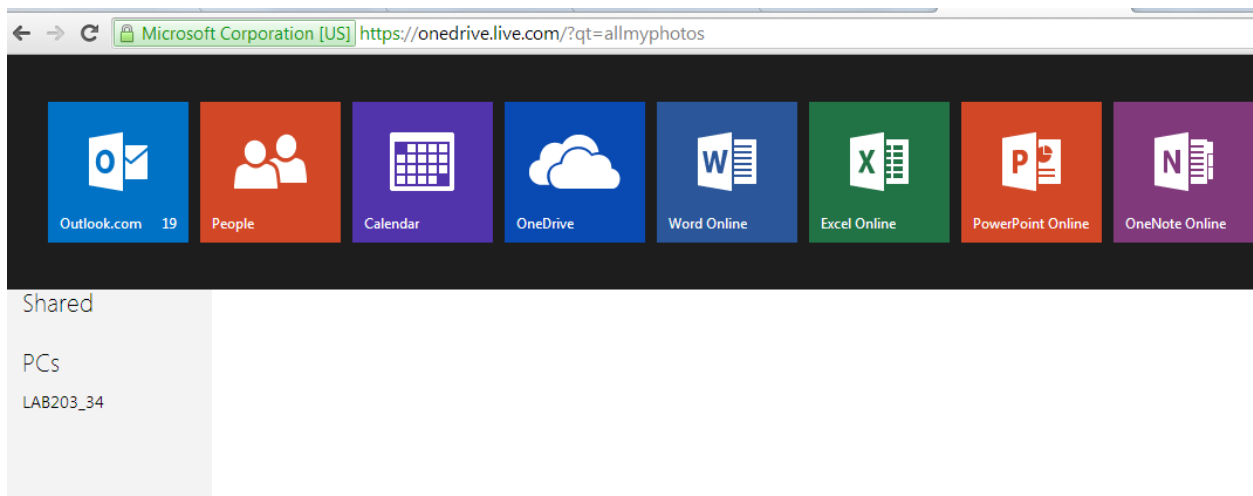 Microsoft Corporation [US] https://onedrive.live.com/?qt=allmyphotos
Outlook.com 19 People Calendar OneDrive Word Online Excel Online PowerPoint Online OneNote Online
Shared
PCs
LAB203_34